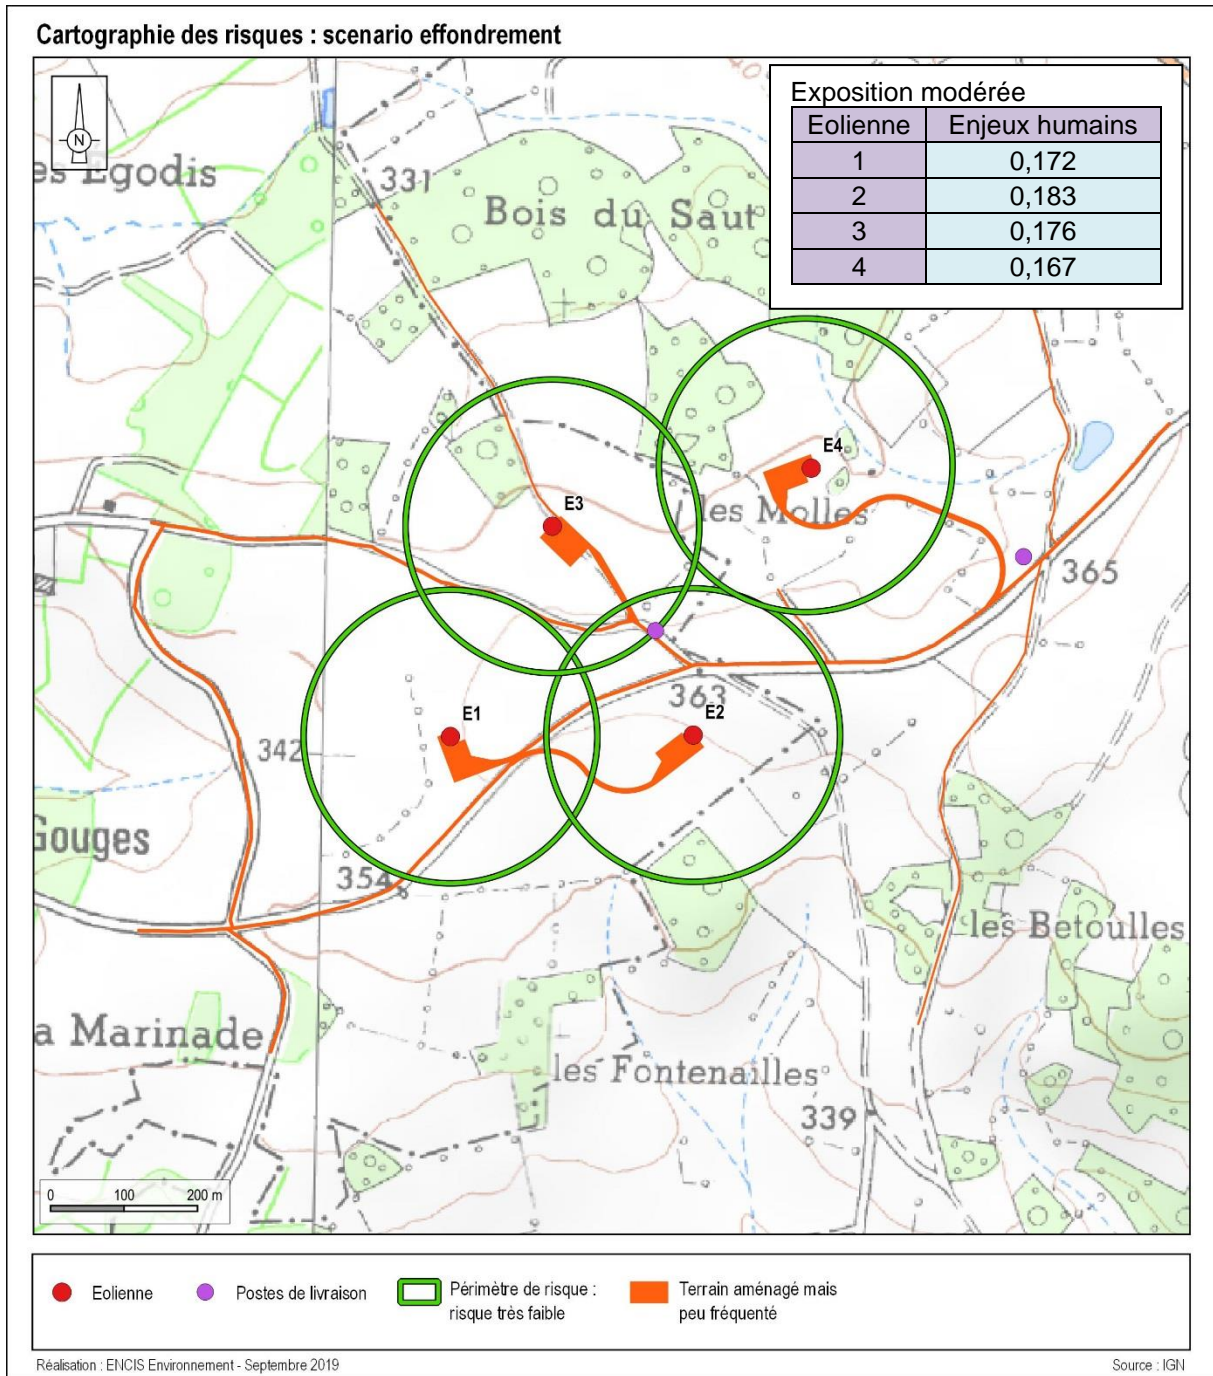 Cartographie des risques : scenario effondrement
N
Exposition modérée
Eolienne Enjeux humains
1 0,172
2 0,183
3 0,176
4 0,167
40
es Egodis
331
Bois du Saut
E4
E3
les Molles
365
363
E1
E2
342
Gouges
354
les Betoulles
a Marinade
les Fontenailles
339
0 100 200 m
Eolienne
Postes de livraison
Périmètre de risque :
risque très faible
Terrain aménagé mais
peu fréquenté
Réalisation : ENCIS Environnement - Septembre 2019
Source : IGN